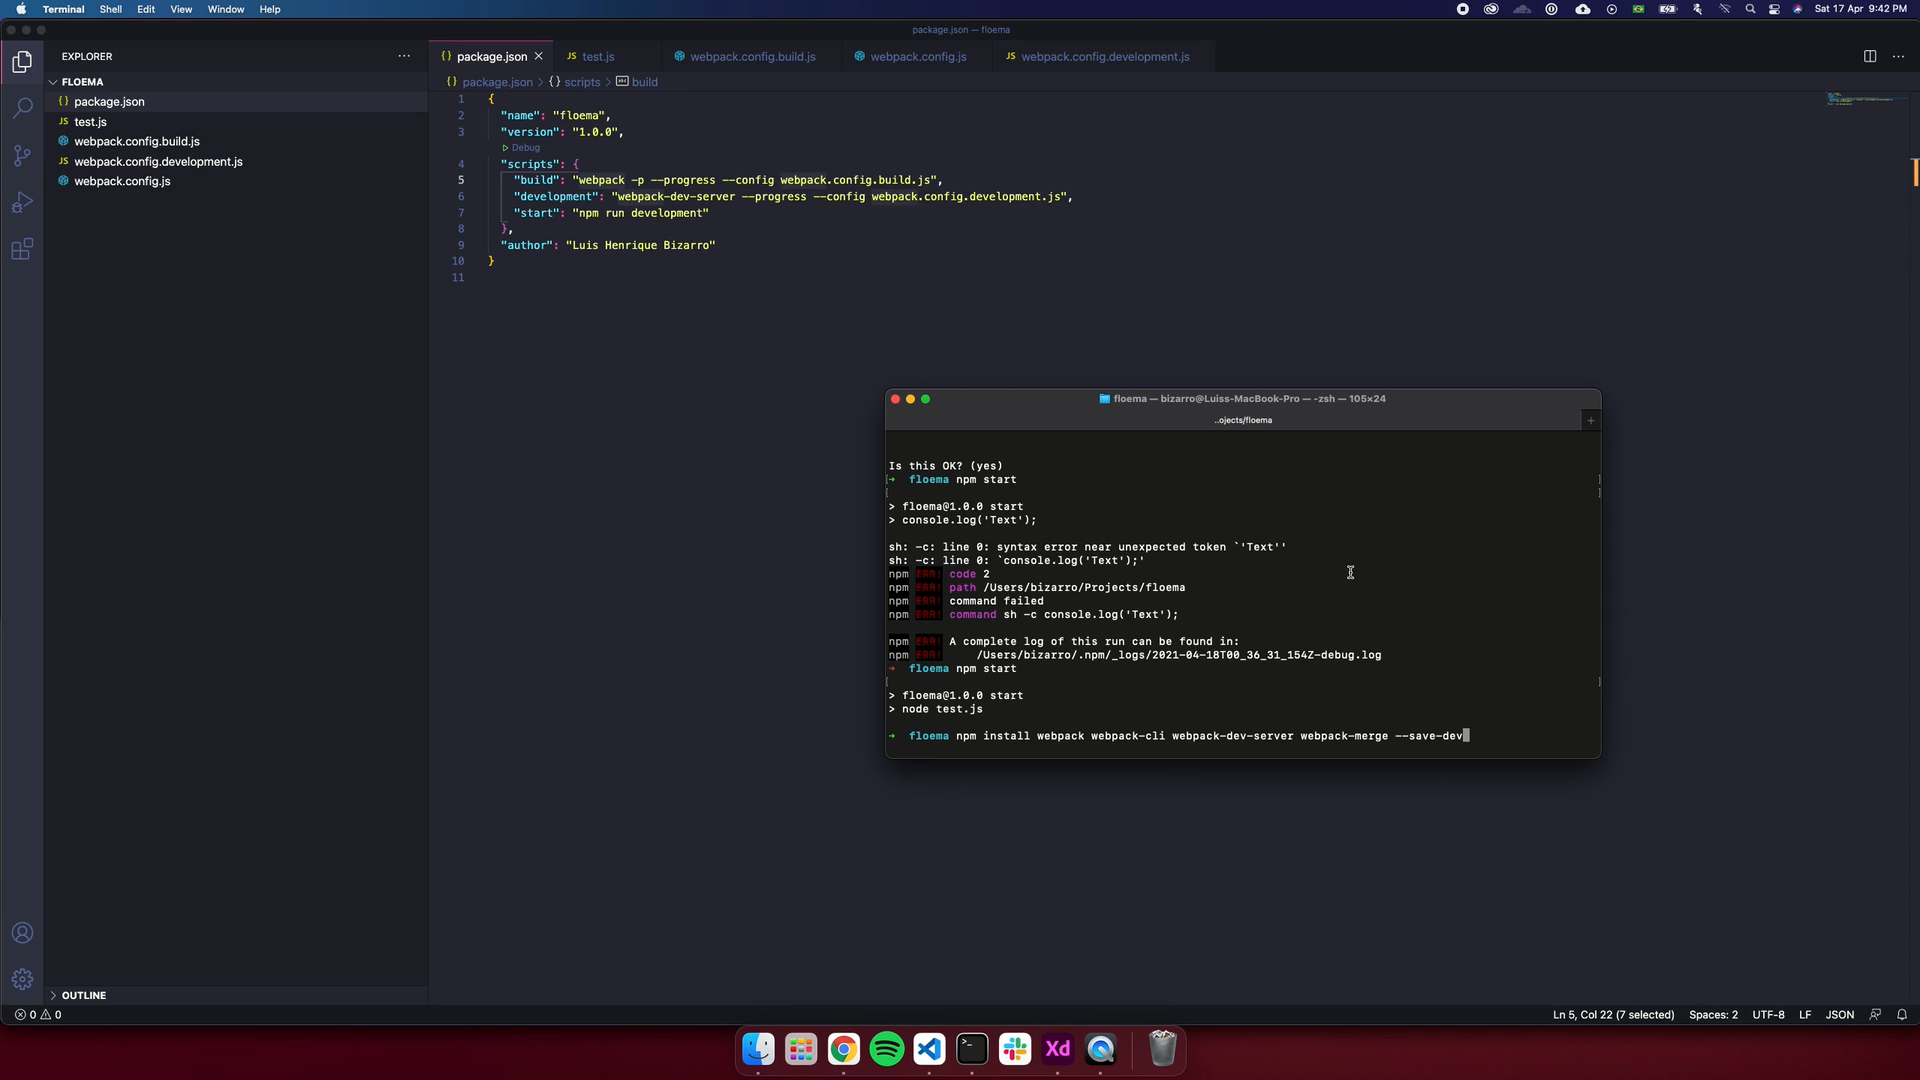 Terminal Shell Edit View Window Help
Sat 17 Apr 9:42 PM
package.json — floema
EXPLORER
FLOEMA
package.json
test.js
webpack.config.build.js
JS webpack.config.development.js
webpack.config.js
OUTLINE
{} package.json
JS test.js
webpack.config.build.js
webpack.config.js
JS webpack.config.development.js
{} package.json > {} scripts > abc build
1 {
2 "name": "floema",
3 "version": "1.0.0",
Debug
4 "scripts": {
5 "build": "webpack -p --progress --config webpack.config.build.js",
6 "development": "webpack-dev-server --progress --config webpack.config.development.js",
7 "start": "npm run development"
8 },
9 "author": "Luis Henrique Bizarro"
10 }
11
floema — bizarro@Luiss-MacBook-Pro — -zsh — 105×24
..ojects/floema
Is this OK? (yes)
➜ floema npm start
> floema@1.0.0 start
> console.log('Text');
sh: -c: line 0: syntax error near unexpected token `'Text''
sh: -c: line 0: `console.log('Text');'
npm ERR! code 2
npm ERR! path /Users/bizarro/Projects/floema
npm ERR! command failed
npm ERR! command sh -c console.log('Text');
npm ERR! A complete log of this run can be found in:
npm ERR! /Users/bizarro/.npm/_logs/2021-04-18T00_36_31_154Z-debug.log
➜ floema npm start
> floema@1.0.0 start
> node test.js
➜ floema npm install webpack webpack-cli webpack-dev-server webpack-merge --save-dev
0 0
Ln 5, Col 22 (7 selected) Spaces: 2 UTF-8 LF JSON
Xd